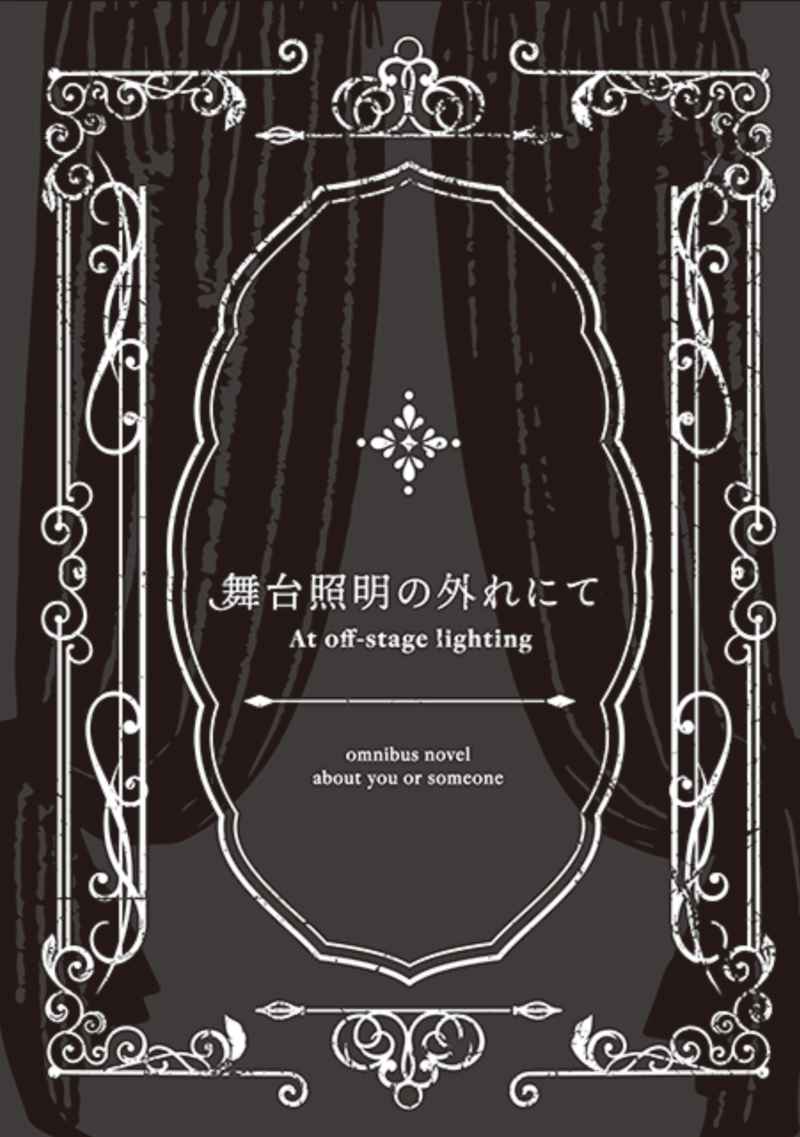 舞台照明の外れにて
At off-stage lighting
omnibus novel
about you or someone